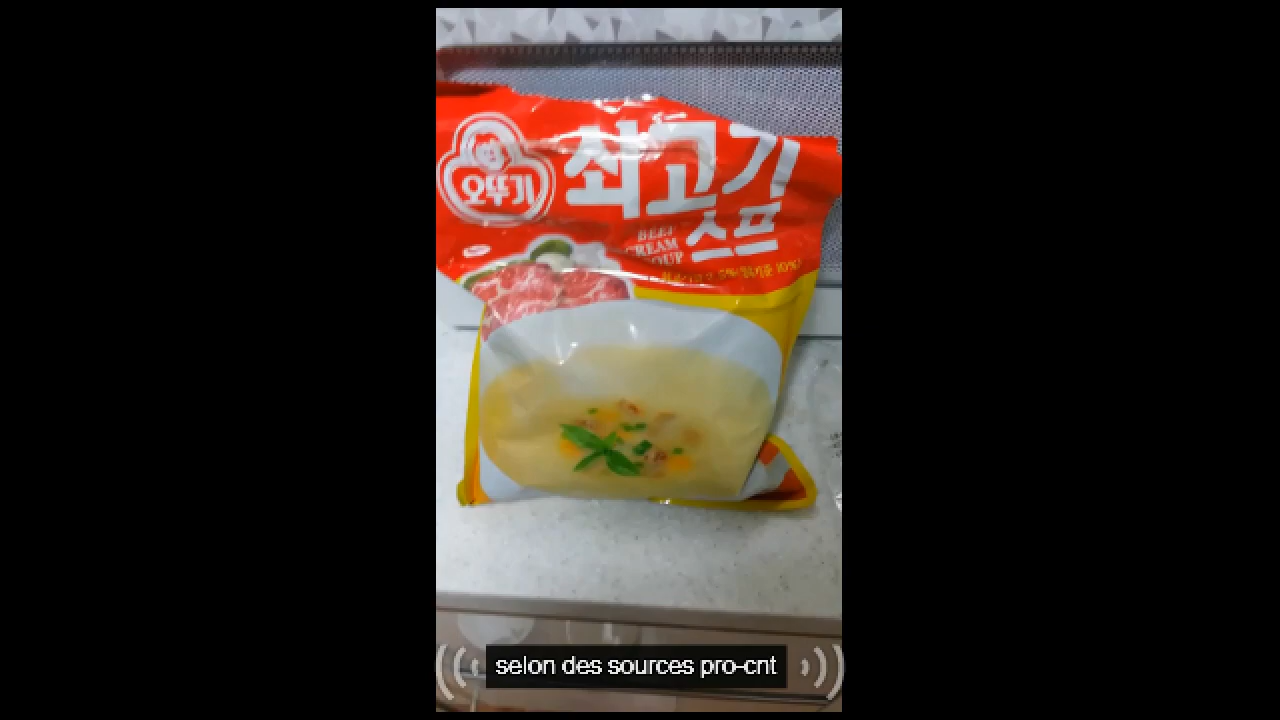 오뚜기
쇠고기
스프
BEEF
CREAM
SOUP
selon des sources pro-cnt